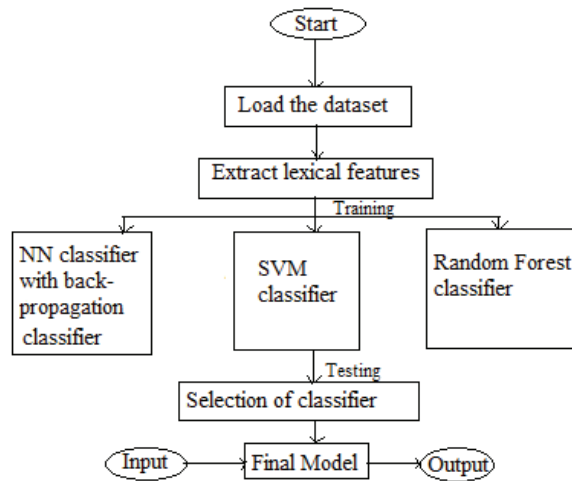 Start
Load the dataset
Extract lexical features
Training
NN classifier
with back-
propagation
classifier
SVM
classifier
Random Forest
classifier
Testing
Selection of classifier
Input
Final Model
Output